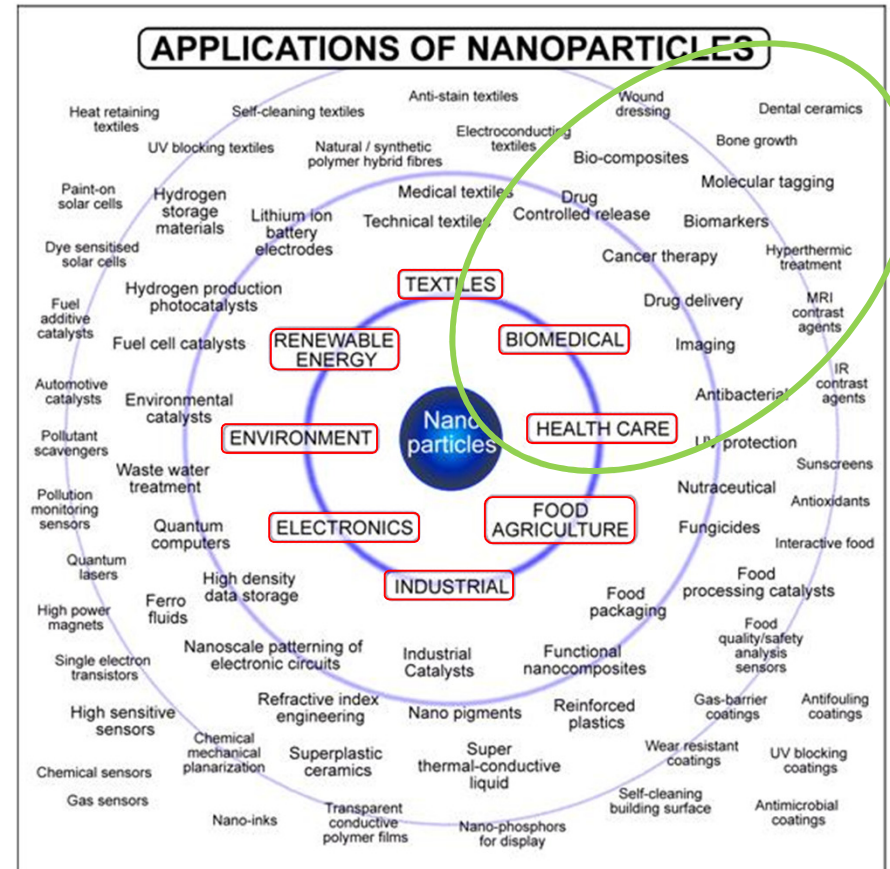 APPLICATIONS OF NANOPARTICLES
Heat retaining
textiles
Self-cleaning textiles
Anti-stain textiles
Wound
dressing
Dental ceramics
UV blocking textiles
Natural / synthetic
polymer hybrid fibres
Electroconducting
textiles
Bio-composites
Bone growth
Paint-on
solar cells
Hydrogen
storage
materials
Lithium ion
battery
electrodes
Medical textiles
Technical textiles
Drug
Controlled release
Molecular tagging
Biomarkers
Dye sensitised
solar cells
Cancer therapy
Hyperthermic
treatment
Hydrogen production
photocatalysts
TEXTILES
Drug delivery
MRI
contrast
agents
Fuel
additive
catalysts
Fuel cell catalysts
RENEWABLE
ENERGY
BIOMEDICAL
Imaging
IR
contrast
agents
Automotive
catalysts
Environmental
catalysts
Antibacterial
Pollutant
scavengers
ENVIRONMENT
Nano
particles
HEALTH CARE
UV protection
Sunscreens
Waste water
treatment
Nutraceutical
Antioxidants
Pollution
monitoring
sensors
Quantum
computers
ELECTRONICS
FOOD
AGRICULTURE
Fungicides
Interactive food
Quantum
lasers
High density
data storage
INDUSTRIAL
Food
packaging
Food
processing catalysts
High power
magnets
Ferro
fluids
Food
quality/safety
analysis
sensors
Single electron
transistors
Nanoscale patterning of
electronic circuits
Industrial
Catalysts
Functional
nanocomposites
High sensitive
sensors
Refractive index
engineering
Nano pigments
Reinforced
plastics
Gas-barrier
coatings
Antifouling
coatings
Chemical
mechanical
planarization
Superplastic
ceramics
Super
thermal-conductive
liquid
Wear resistant
coatings
UV blocking
coatings
Chemical sensors
Gas sensors
Nano-inks
Transparent
conductive
polymer films
Nano-phosphors
for display
Self-cleaning
building surface
Antimicrobial
coatings